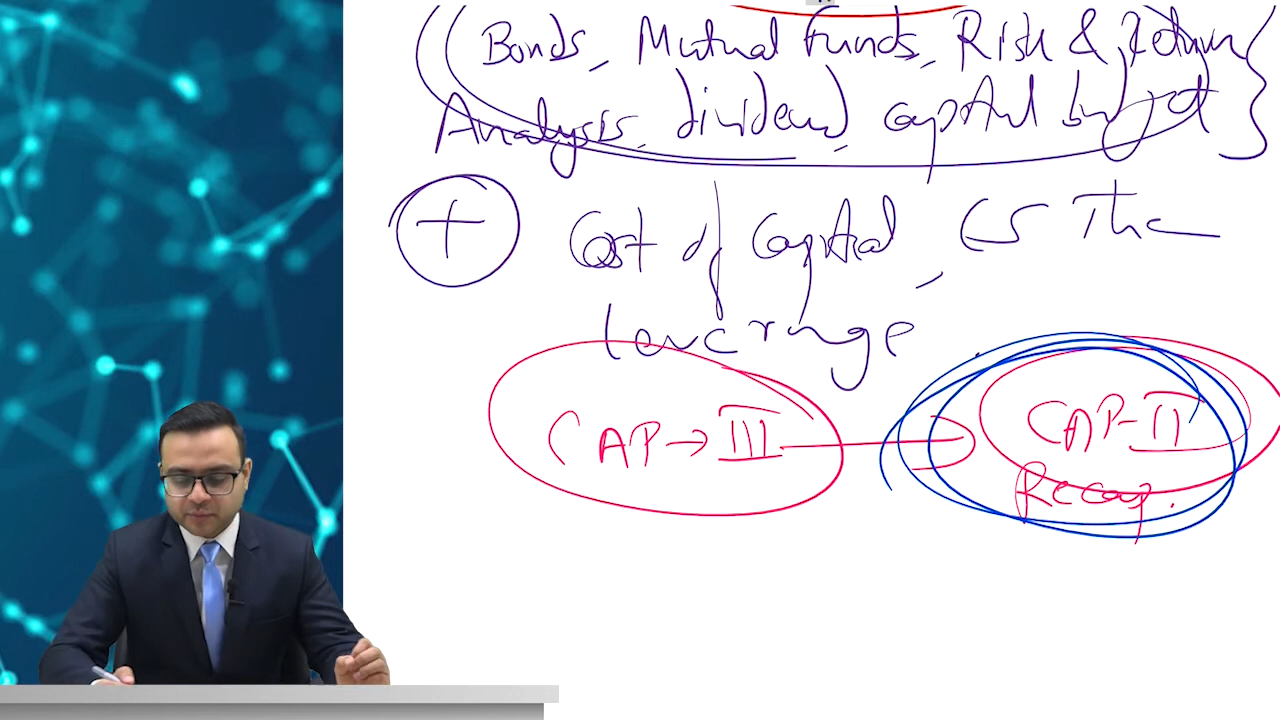 Bonds, Mutual Funds, Risk & Return
Analysis, dividend, capital budget
+ Cost of Capital, CS The
leverage
CAP → III
CAP-II
Recap.